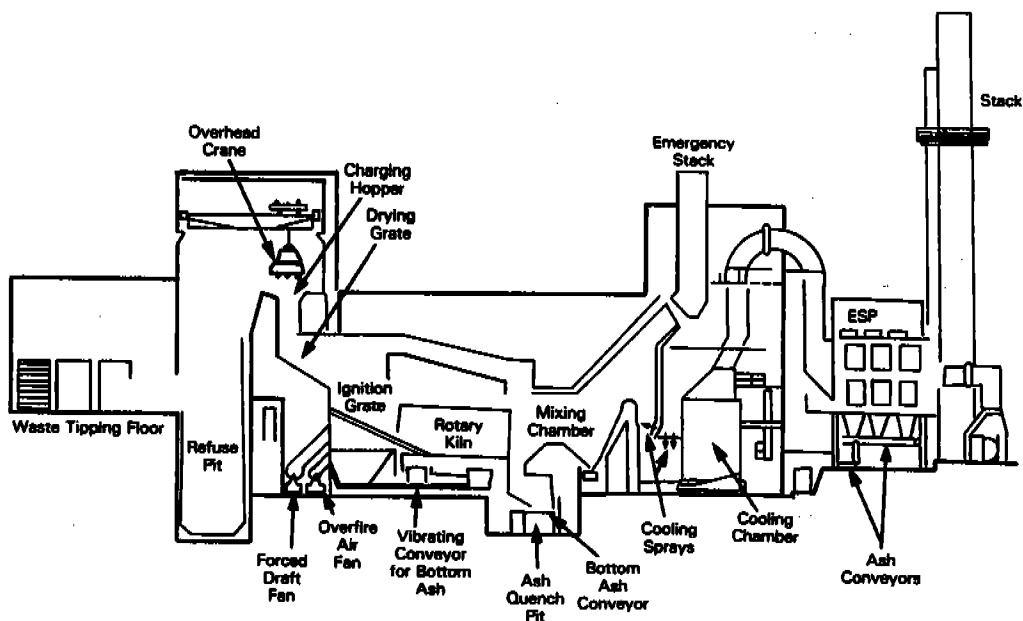 Stack
Overhead
Crane
Emergency
Stack
Charging
Hopper
Drying
Grate
ESP
Ignition
Grate
Mixing
Chamber
Rotary
Kiln
Waste Tipping Floor
Refuse
Pit
Cooling
Sprays
Cooling
Chamber
Overfire
Air
Fan
Vibrating
Conveyor
for Bottom
Ash
Forced
Draft
Fan
Ash
Quench
Pit
Bottom
Ash
Conveyor
Ash
Conveyors